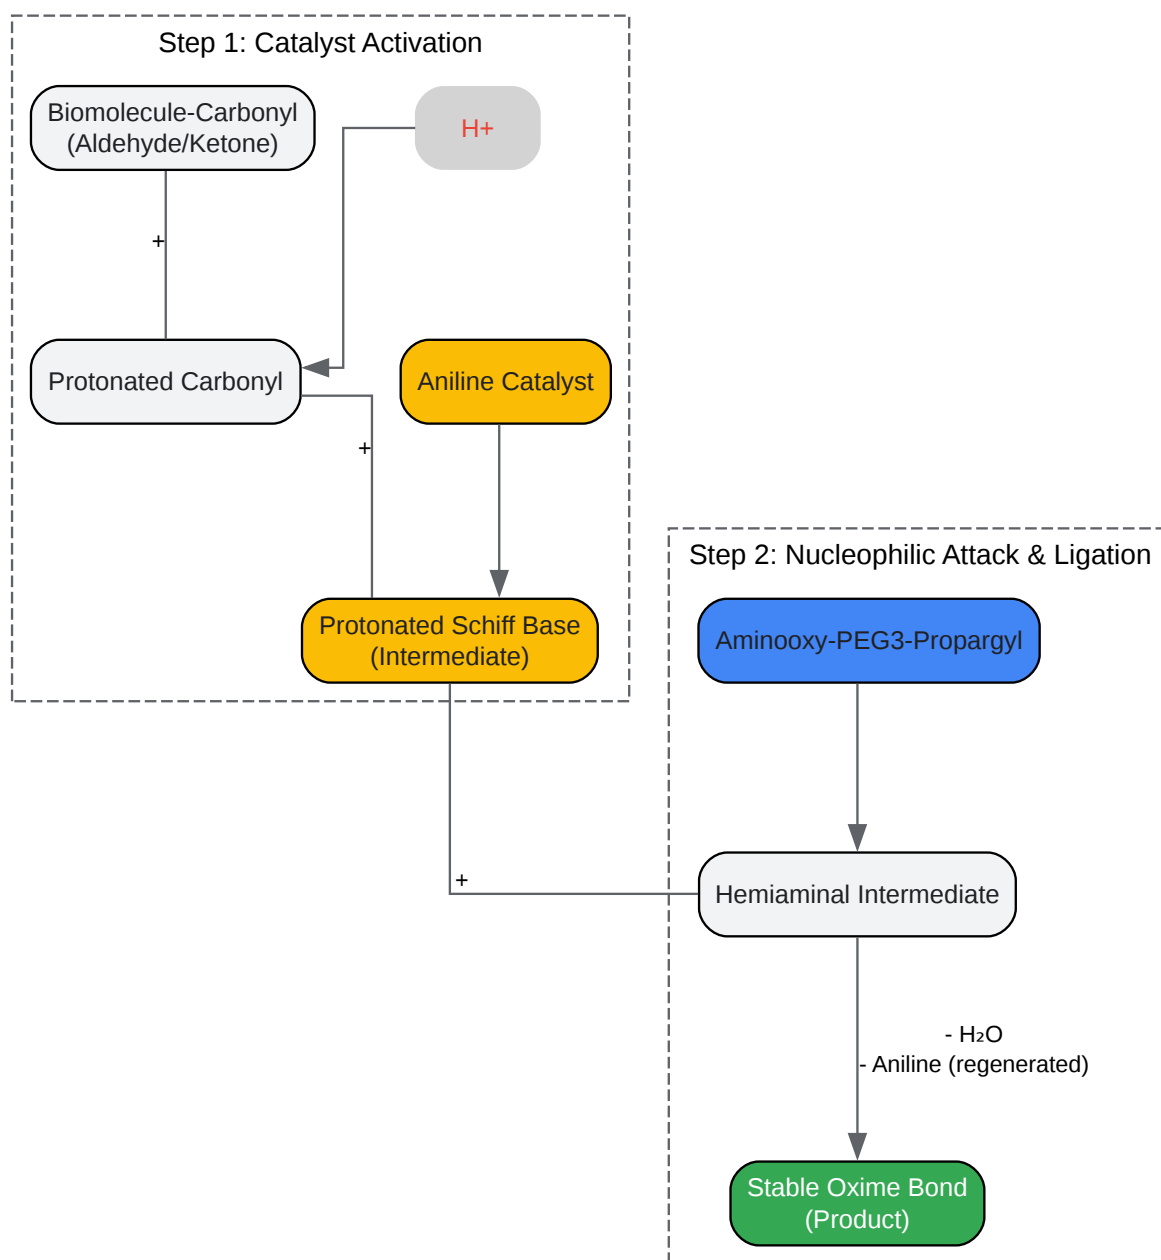 Step 1: Catalyst Activation
Biomolecule-Carbonyl
(Aldehyde/Ketone)
H+
+
Protonated Carbonyl
Aniline Catalyst
+
Protonated Schiff Base
(Intermediate)
Step 2: Nucleophilic Attack & Ligation
Aminooxy-PEG3-Propargyl
+
Hemiaminal Intermediate
- H₂O
- Aniline (regenerated)
Stable Oxime Bond
(Product)